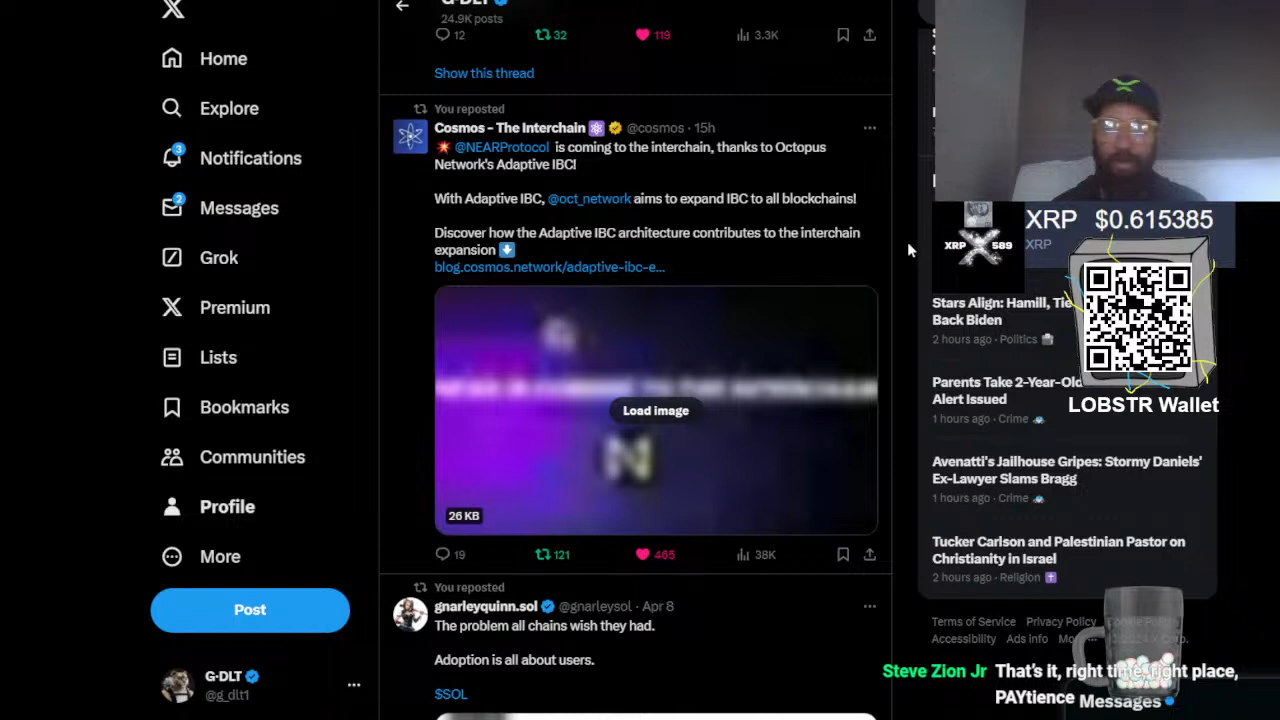 G-DLT
24.9K posts
12
32
119
3.3K
Show this thread
Home
Explore
3
Notifications
2
Messages
Grok
Premium
Lists
Bookmarks
Communities
Profile
More
Post
G-DLT
@g_dlt1
You reposted
Cosmos - The Interchain @cosmos · 15h
@NEARProtocol is coming to the interchain, thanks to Octopus
Network's Adaptive IBC!
With Adaptive IBC, @oct_network aims to expand IBC to all blockchains!
Discover how the Adaptive IBC architecture contributes to the interchain
expansion
blog.cosmos.network/adaptive-ibc-e...
Load image
N
26 KB
19
121
465
38K
You reposted
gnarleyquinn.sol @gnarleysol · Apr 8
The problem all chains wish they had.
Adoption is all about users.
$SOL
XRP $0.615385
XRP
XRP 589
LOBSTR Wallet
Stars Align: Hamill, Tie
Back Biden
2 hours ago · Politics
Parents Take 2-Year-Old
Alert Issued
1 hours ago · Crime
Avenatti's Jailhouse Gripes: Stormy Daniels'
Ex-Lawyer Slams Bragg
1 hours ago · Crime
Tucker Carlson and Palestinian Pastor on
Christianity in Israel
2 hours ago · Religion
Terms of Service Privacy Policy Cookie Policy
Accessibility Ads info More 2024 X Corp.
Steve Zion Jr That's it, right time, right place,
PAYtience
Messages